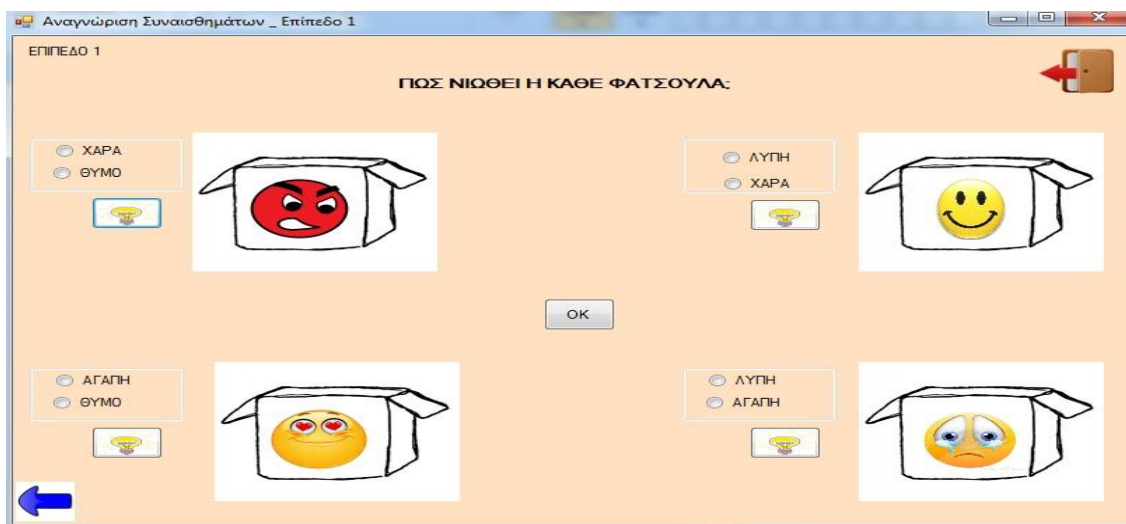 Αναγνώριση Συναισθημάτων _ Επίπεδο 1
ΕΠΙΠΕΔΟ 1
ΠΩΣ ΝΙΩΘΕΙ Η ΚΑΘΕ ΦΑΤΣΟΥΛΑ;
ΧΑΡΑ
ΘΥΜΟ
ΛΥΠΗ
ΧΑΡΑ
OK
ΑΓΑΠΗ
ΘΥΜΟ
ΛΥΠΗ
ΑΓΑΠΗ